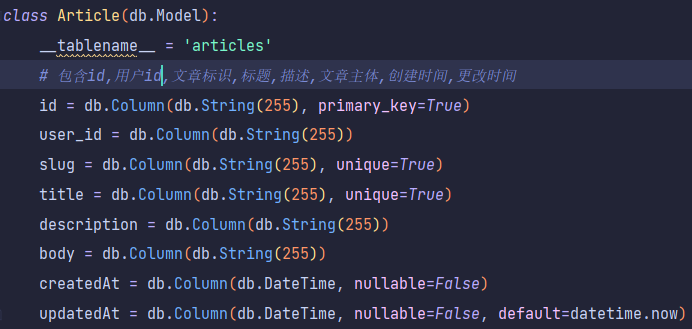 class Article(db.Model):
__tablename__ = 'articles'
# 包含id,用户id,文章标识,标题,描述,文章主体,创建时间,更改时间
id = db.Column(db.String(255), primary_key=True)
user_id = db.Column(db.String(255))
slug = db.Column(db.String(255), unique=True)
title = db.Column(db.String(255), unique=True)
description = db.Column(db.String(255))
body = db.Column(db.String(255))
createdAt = db.Column(db.DateTime, nullable=False)
updatedAt = db.Column(db.DateTime, nullable=False, default=datetime.now)